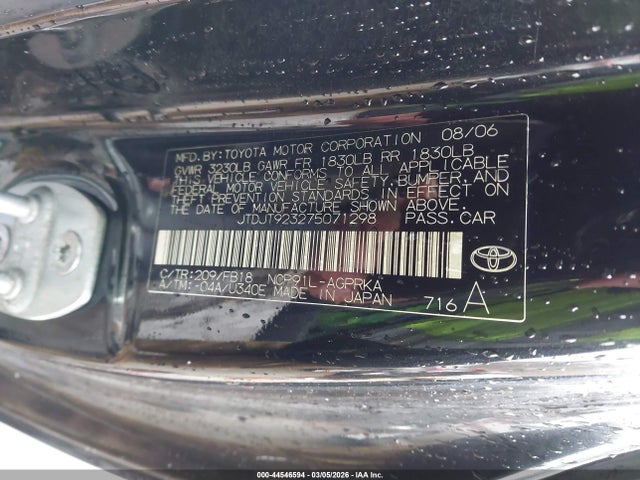 MFD. BY: TOYOTA MOTOR CORPORATION 08/06
GVWR 3230LB GAWR FR 1830LB RR 1830LB
THIS VEHICLE CONFORMS TO ALL APPLICABLE
FEDERAL MOTOR VEHICLE SAFETY, BUMPER, AND
THEFT PREVENTION STANDARDS IN EFFECT ON
THE DATE OF MANUFACTURE SHOWN ABOVE.
JTDJT923275071298 PASS. CAR
C/TR: 209/FB18 NCP91L-AGPRKA
A/TM: -04A/U340E MADE IN JAPAN
716 A
000-44546594 - 03/05/2026 - IAAI.COM